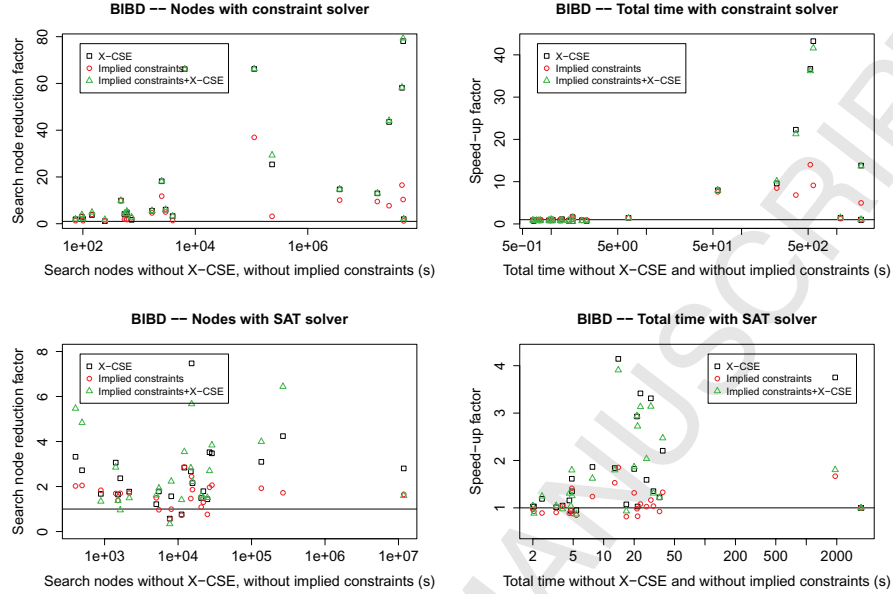 BIBD −− Nodes with constraint solver
Search node reduction factor
80
60
40
20
0
X−CSE
Implied constraints
Implied constraints+X−CSE
1e+02
1e+04
1e+06
Search nodes without X−CSE, without implied constraints (s)
BIBD −− Total time with constraint solver
Speed−up factor
40
30
20
10
0
X−CSE
Implied constraints
Implied constraints+X−CSE
5e−01
5e+00
5e+01
5e+02
Total time without X−CSE and without implied constraints (s)
BIBD −− Nodes with SAT solver
Search node reduction factor
8
6
4
2
0
X−CSE
Implied constraints
Implied constraints+X−CSE
1e+03
1e+04
1e+05
1e+06
1e+07
Search nodes without X−CSE, without implied constraints (s)
BIBD −− Total time with SAT solver
Speed−up factor
4
3
2
1
X−CSE
Implied constraints
Implied constraints+X−CSE
2
5
10
20
50
100
200
500
2000
Total time without X−CSE and without implied constraints (s)
MANUSCRIP